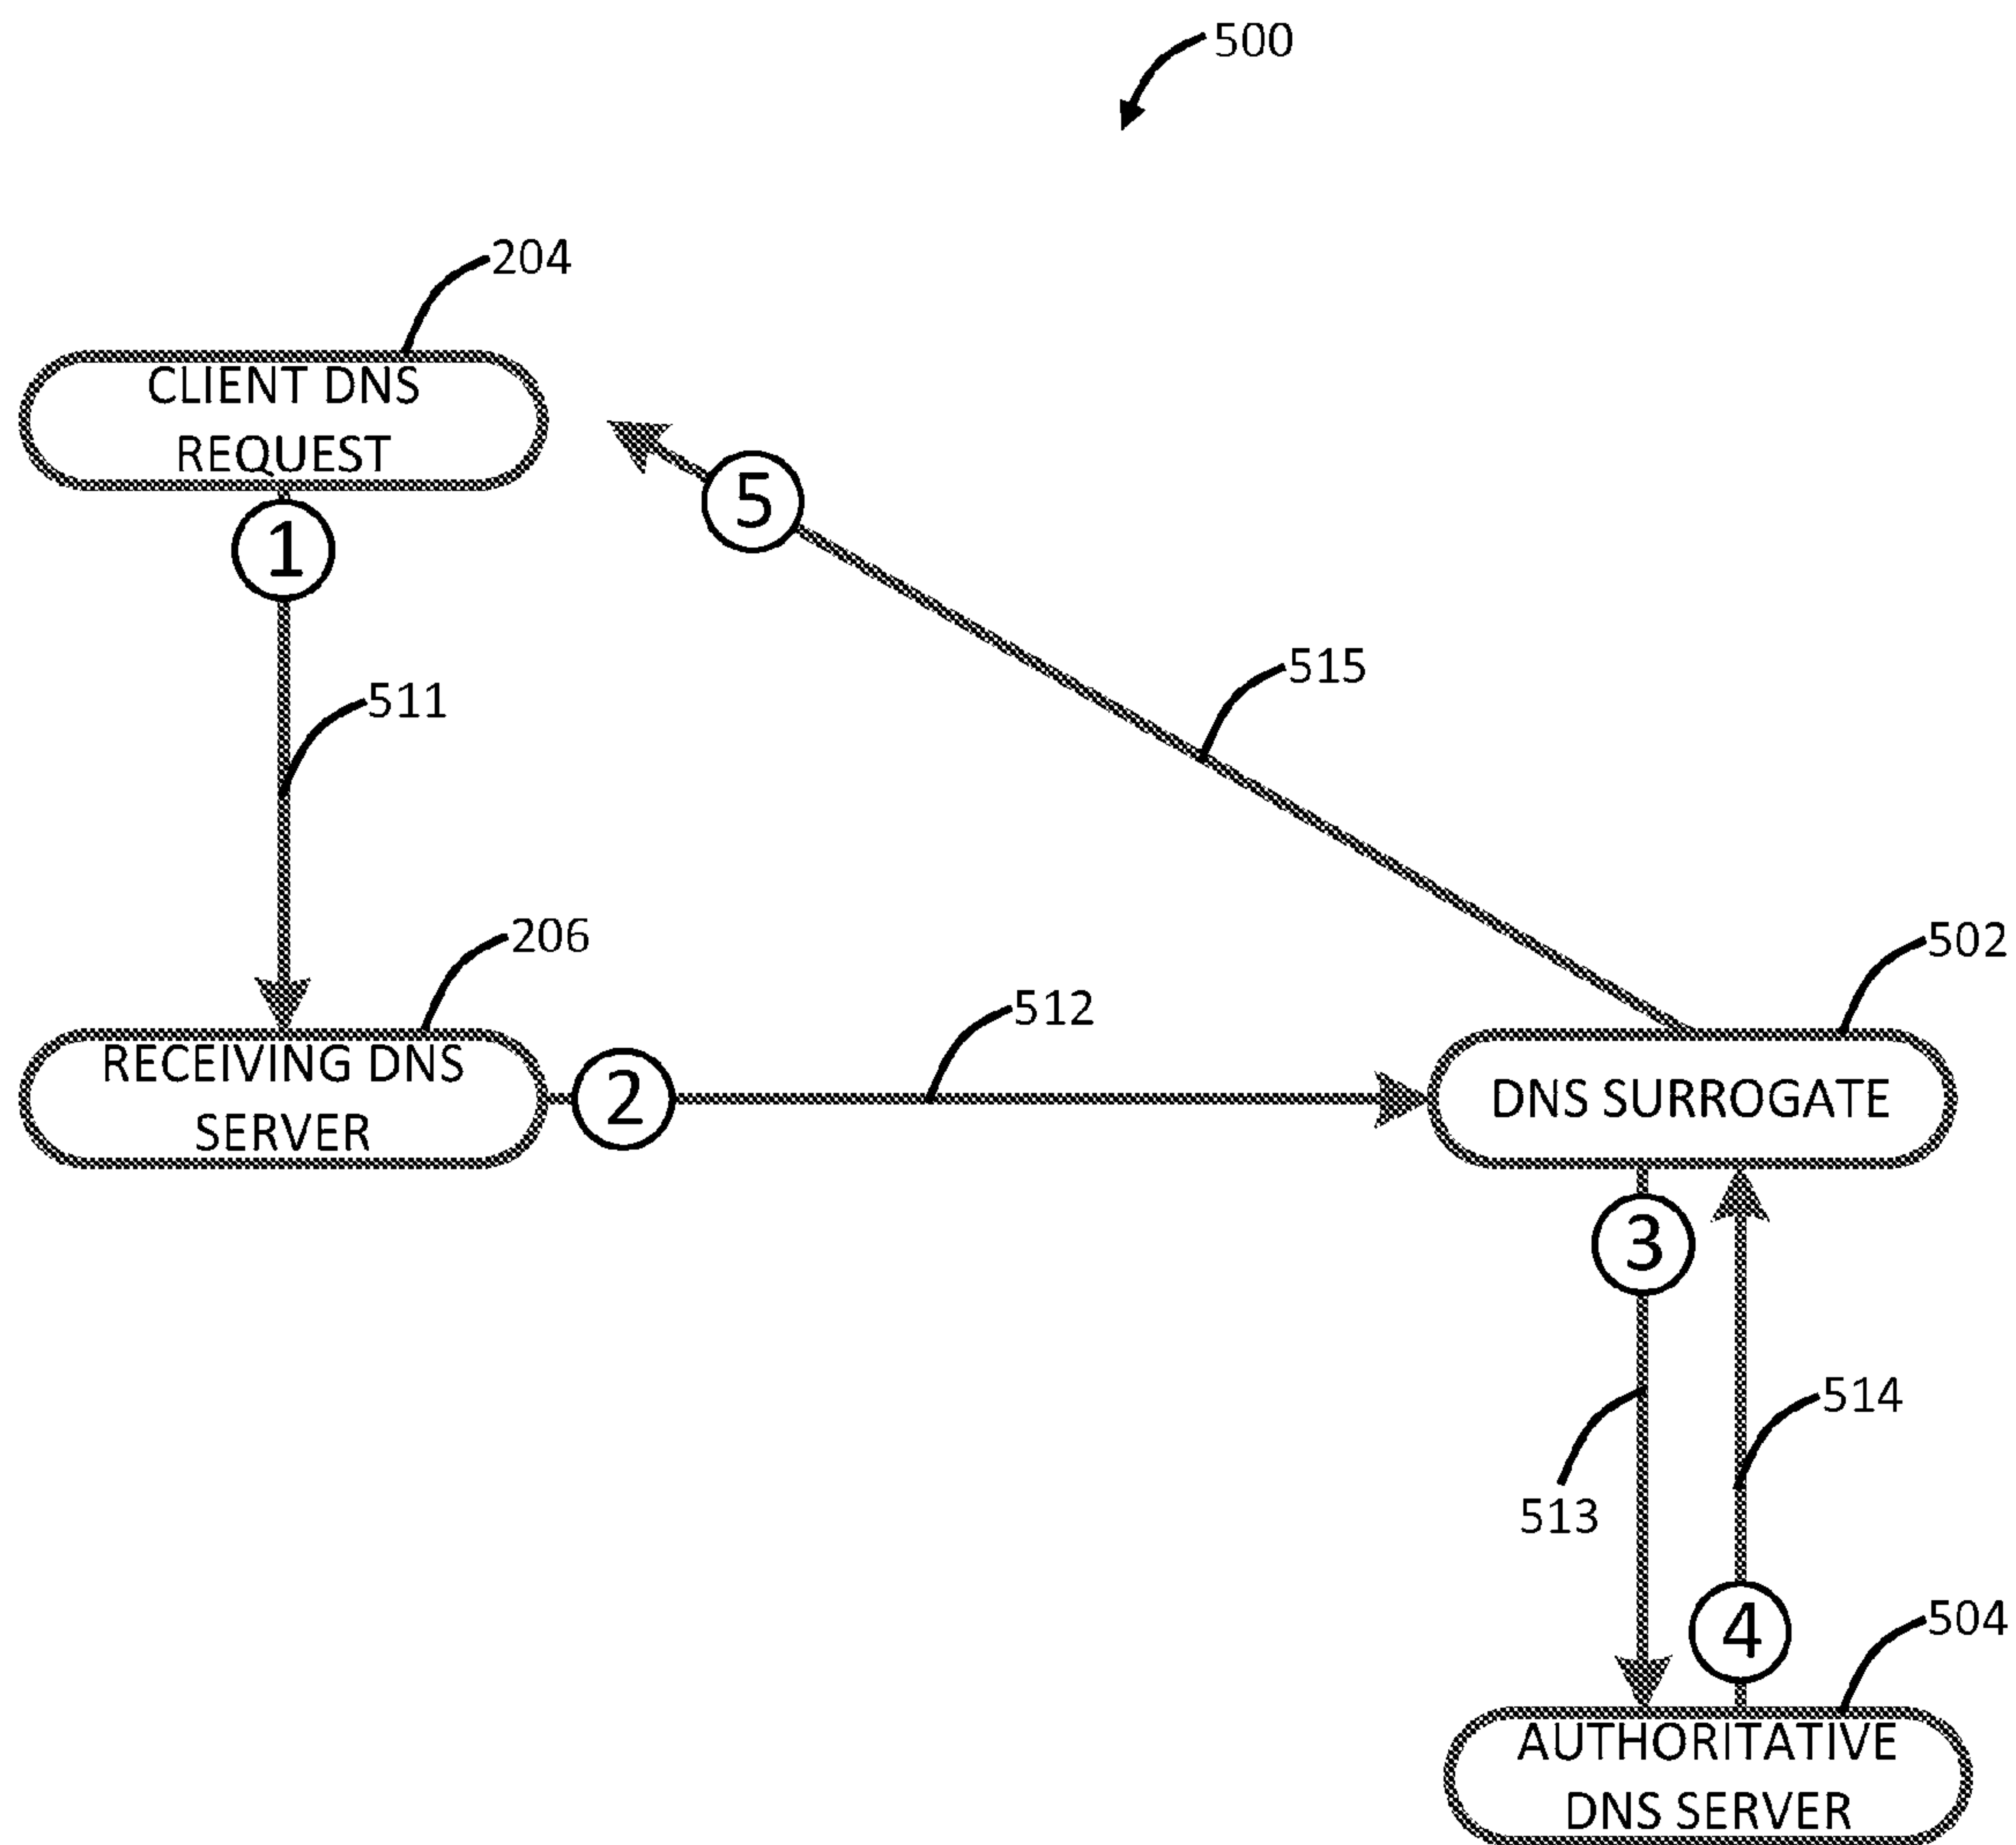 500
204
CLIENT DNS
REQUEST
1
5
515
511
206
502
512
RECEIVING DNS
SERVER
2
DNS SURROGATE
3
514
513
4
504
AUTHORITATIVE
DNS SERVER